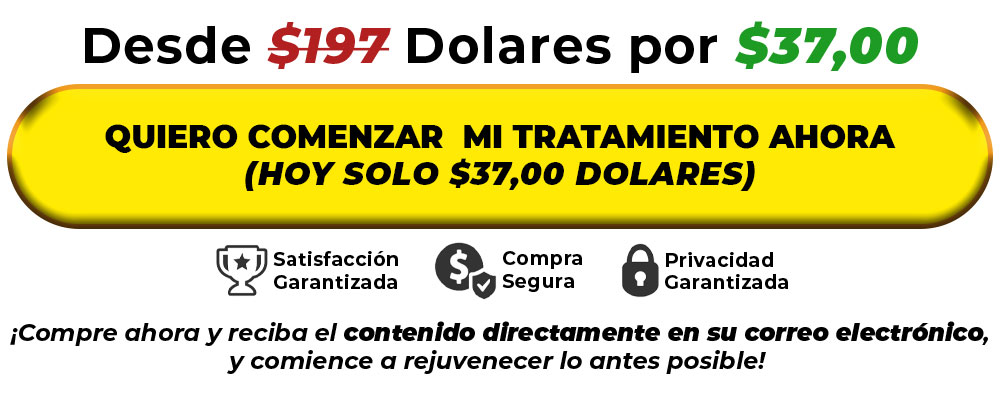 Desde $197 Dolares por $37,00
QUIERO COMENZAR MI TRATAMIENTO AHORA
(HOY SOLO $37,00 DOLARES)
Satisfacción
Garantizada
Compra
Segura
Privacidad
Garantizada
¡Compre ahora y reciba el contenido directamente en su correo electrónico,
y comience a rejuvenecer lo antes posible!